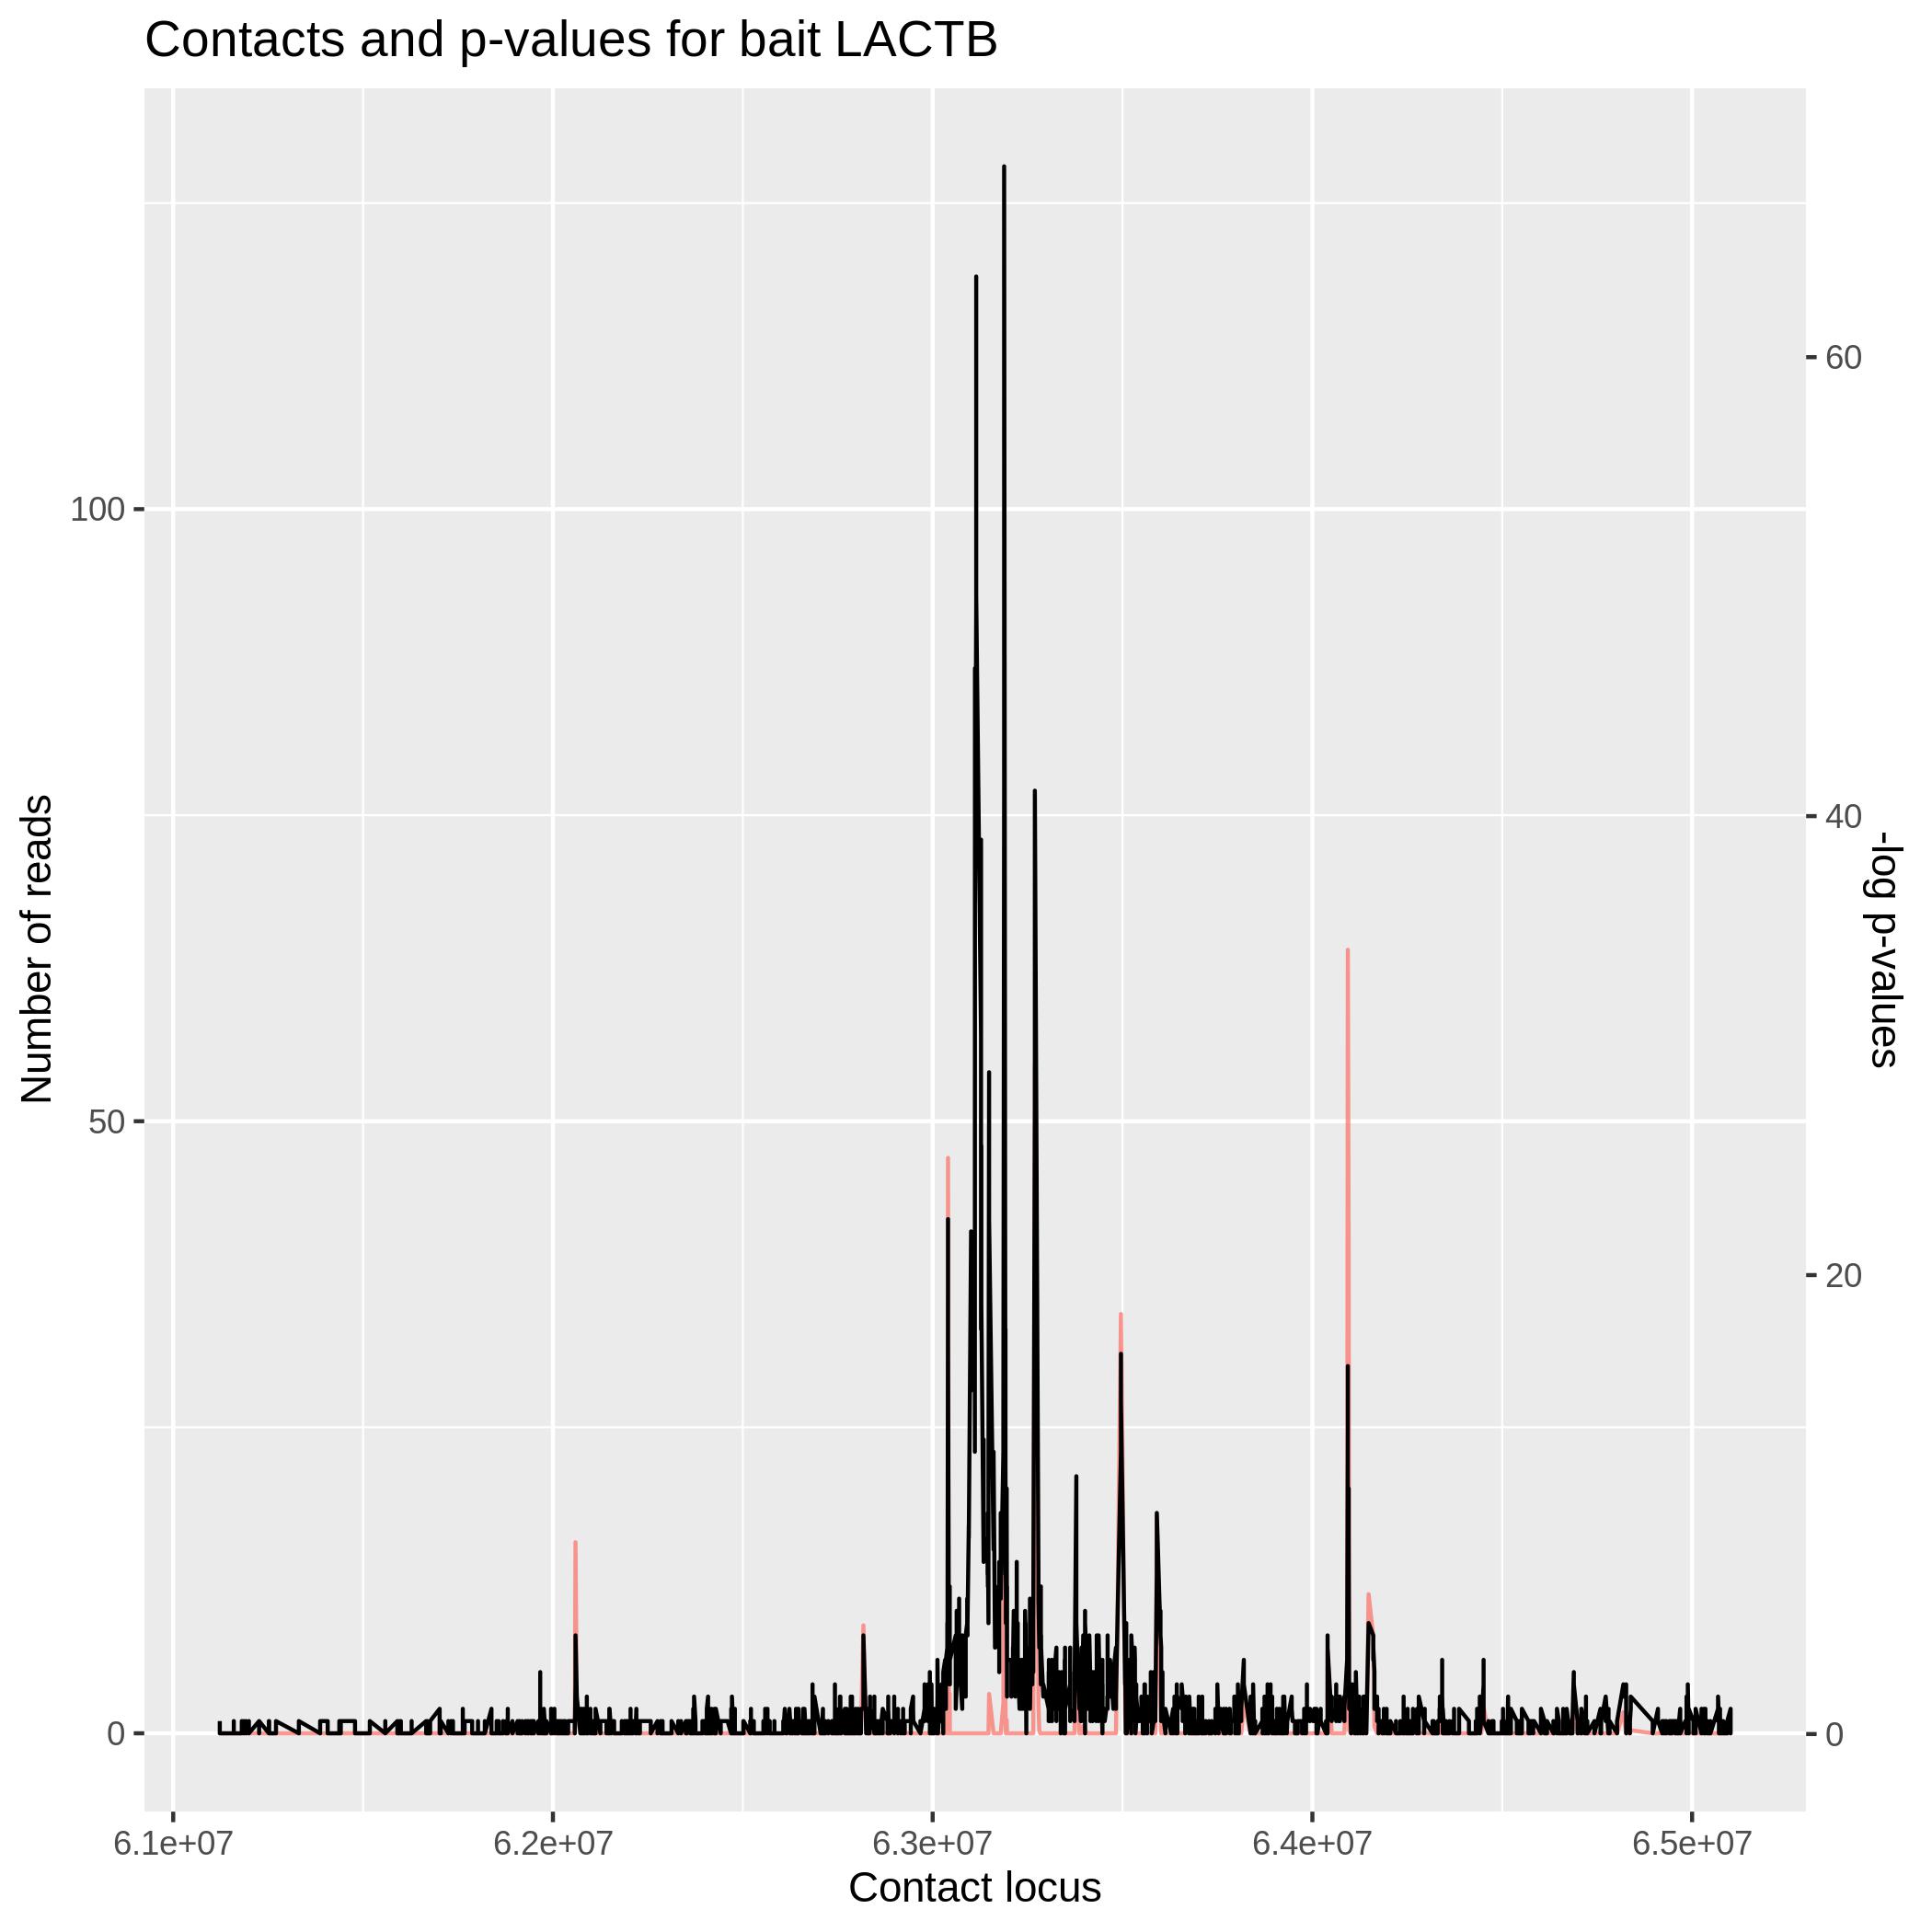 Contacts and p-values for bait LACTB
Number of reads
100
50
0
60
40
20
0
-log p-values
6.1e+07
6.2e+07
6.3e+07
6.4e+07
6.5e+07
Contact locus